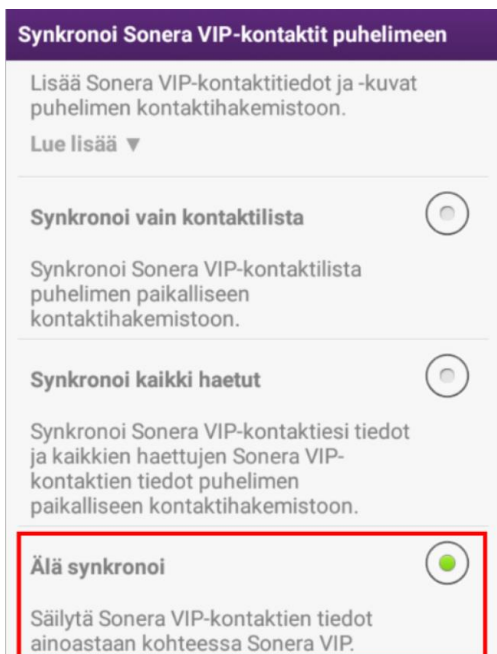 Synkronoi Sonera VIP-kontaktit puhelimeen
Lisää Sonera VIP-kontaktitiedot ja -kuvat
puhelimen kontaktihakemistoon.
Lue lisää ▼
Synkronoi vain kontaktilista
Synkronoi Sonera VIP-kontaktilista
puhelimen paikalliseen
kontaktihakemistoon.
Synkronoi kaikki haetut
Synkronoi Sonera VIP-kontaktiesi tiedot
ja kaikkien haettujen Sonera VIP-
kontaktien tiedot puhelimen
paikalliseen kontaktihakemistoon.
Älä synkronoi
Säilytä Sonera VIP-kontaktien tiedot
ainoastaan kohteessa Sonera VIP.